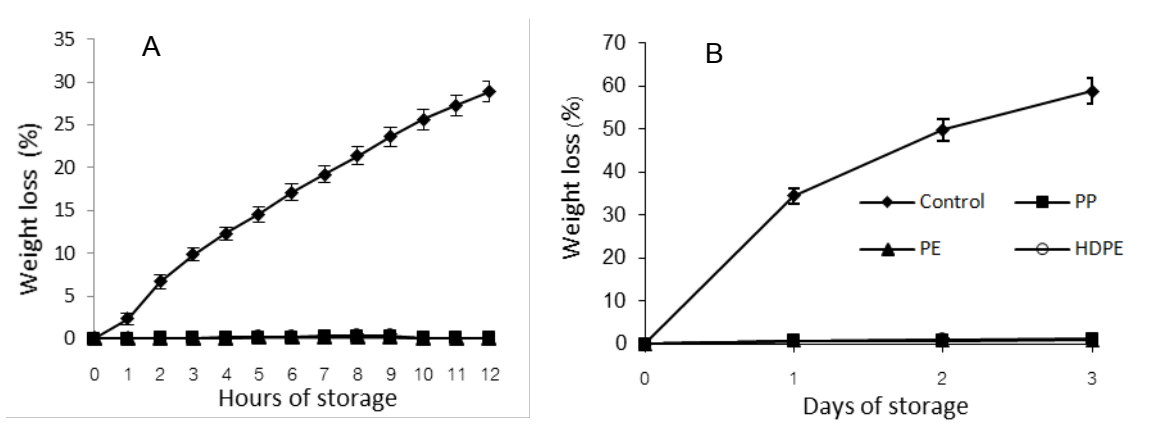 A
Weight loss (%)
35
30
25
20
15
10
5
0
0 1 2 3 4 5 6 7 8 9 10 11 12
Hours of storage
B
Weight loss (%)
70
60
50
40
30
20
10
0
Control PP
PE HDPE
0 1 2 3
Days of storage